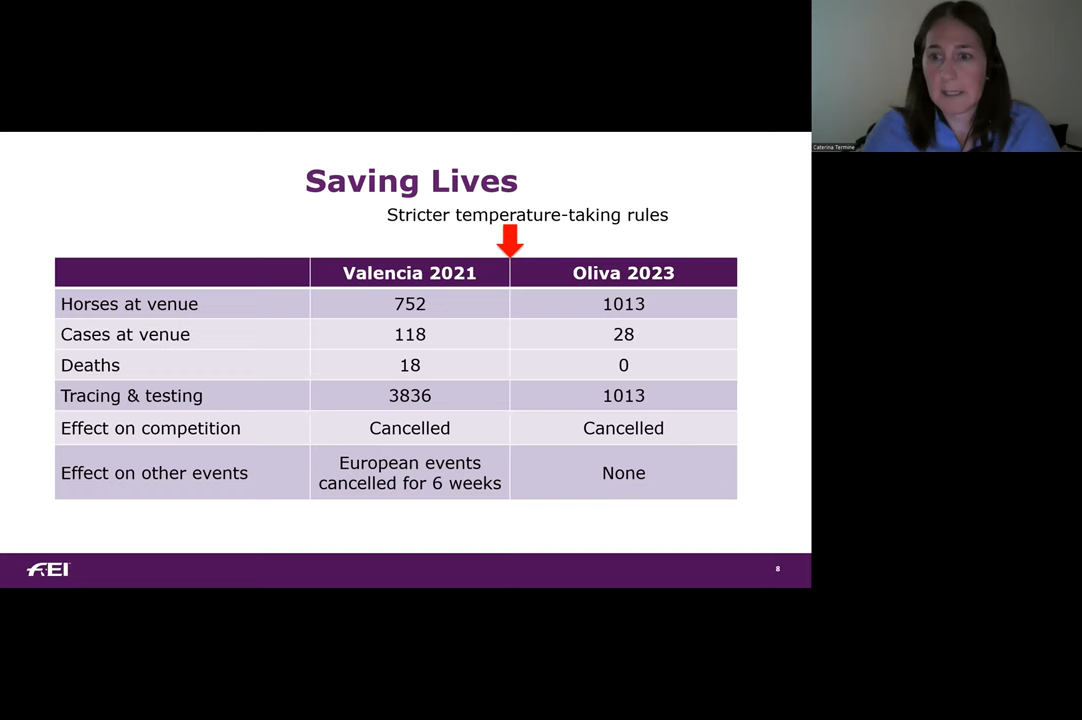 Caterina Termine
Saving Lives
Stricter temperature-taking rules
Valencia 2021 Oliva 2023
Horses at venue 752 1013
Cases at venue 118 28
Deaths 18 0
Tracing & testing 3836 1013
Effect on competition Cancelled Cancelled
Effect on other events European events cancelled for 6 weeks None
FEI 8